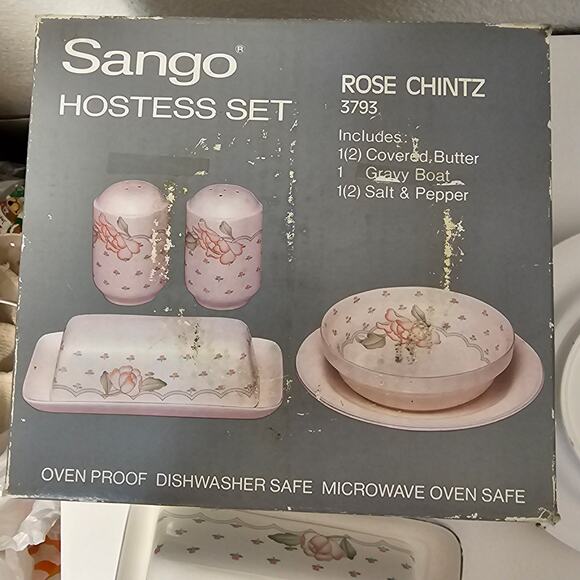 Sango®
HOSTESS SET
ROSE CHINTZ
3793
Includes:
1(2) Covered Butter
1 Gravy Boat
1(2) Salt & Pepper
OVEN PROOF DISHWASHER SAFE MICROWAVE OVEN SAFE